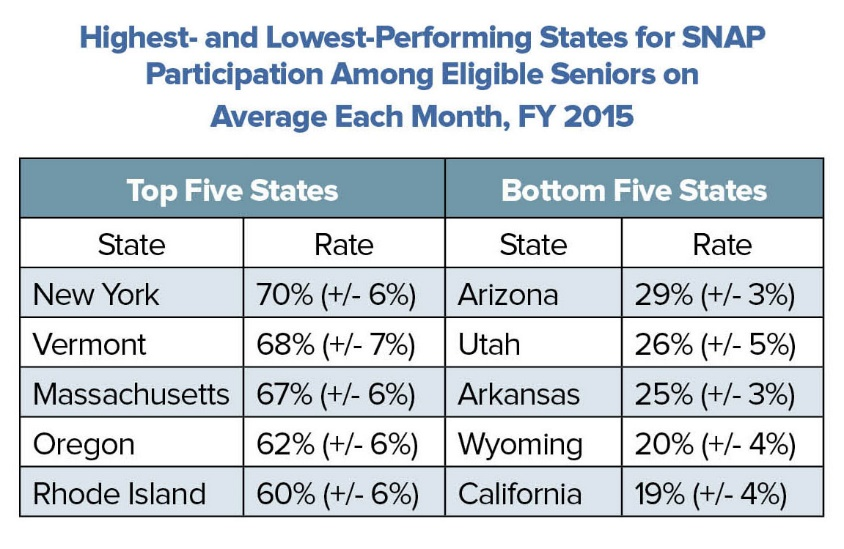 Highest- and Lowest-Performing States for SNAP
Participation Among Eligible Seniors on
Average Each Month, FY 2015
Top Five States Bottom Five States
State Rate State Rate
New York 70% (+/- 6%) Arizona 29% (+/- 3%)
Vermont 68% (+/- 7%) Utah 26% (+/- 5%)
Massachusetts 67% (+/- 6%) Arkansas 25% (+/- 3%)
Oregon 62% (+/- 6%) Wyoming 20% (+/- 4%)
Rhode Island 60% (+/- 6%) California 19% (+/- 4%)